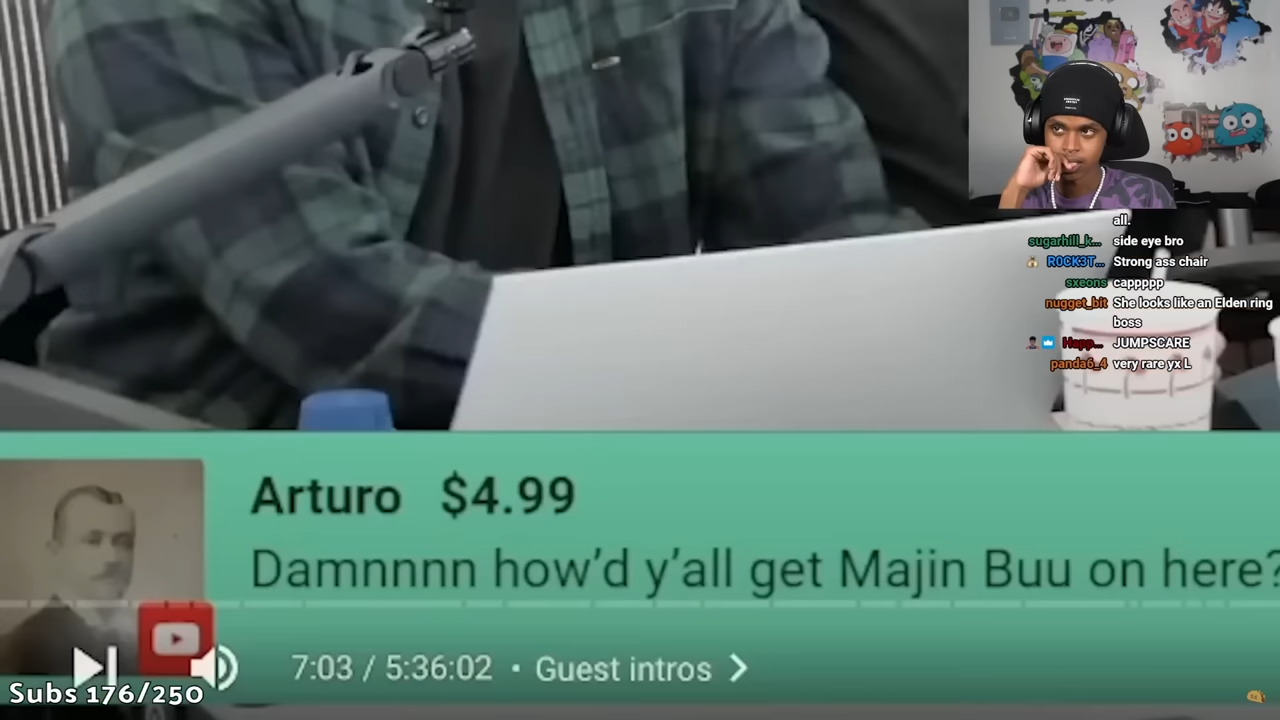 all.
sugarhill_k... side eye bro
R0CK3T... Strong ass chair
sxeons cappppp
nugget_bit She looks like an Elden ring
boss
Happ... JUMPSCARE
panda6_4 very rare yx L
Arturo $4.99
Damnnnn how’d y’all get Majin Buu on here?
7:03 / 5:36:02 • Guest intros
Subs 176/250